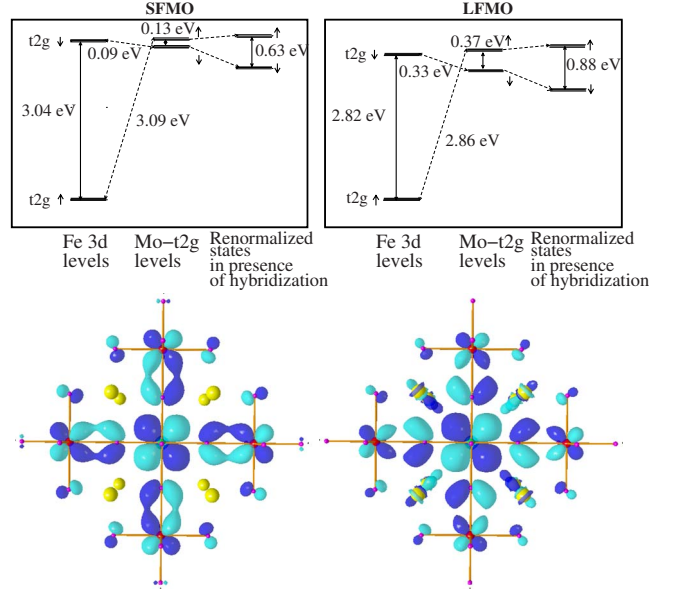 SFMO
LFMO
t2g ↓
0.13 eV ↑
0.09 eV
↓
↑
0.63 eV
↓
3.04 eV
3.09 eV
t2g ↑
t2g ↓
0.37 eV ↑
0.33 eV
↓
↑
0.88 eV
↓
2.82 eV
2.86 eV
t2g ↑
Fe 3d
levels
Mo−t2g
levels
Renormalized
states
in presence
of hybridization
Fe 3d
levels
Mo−t2g
levels
Renormalized
states
in presence
of hybridization